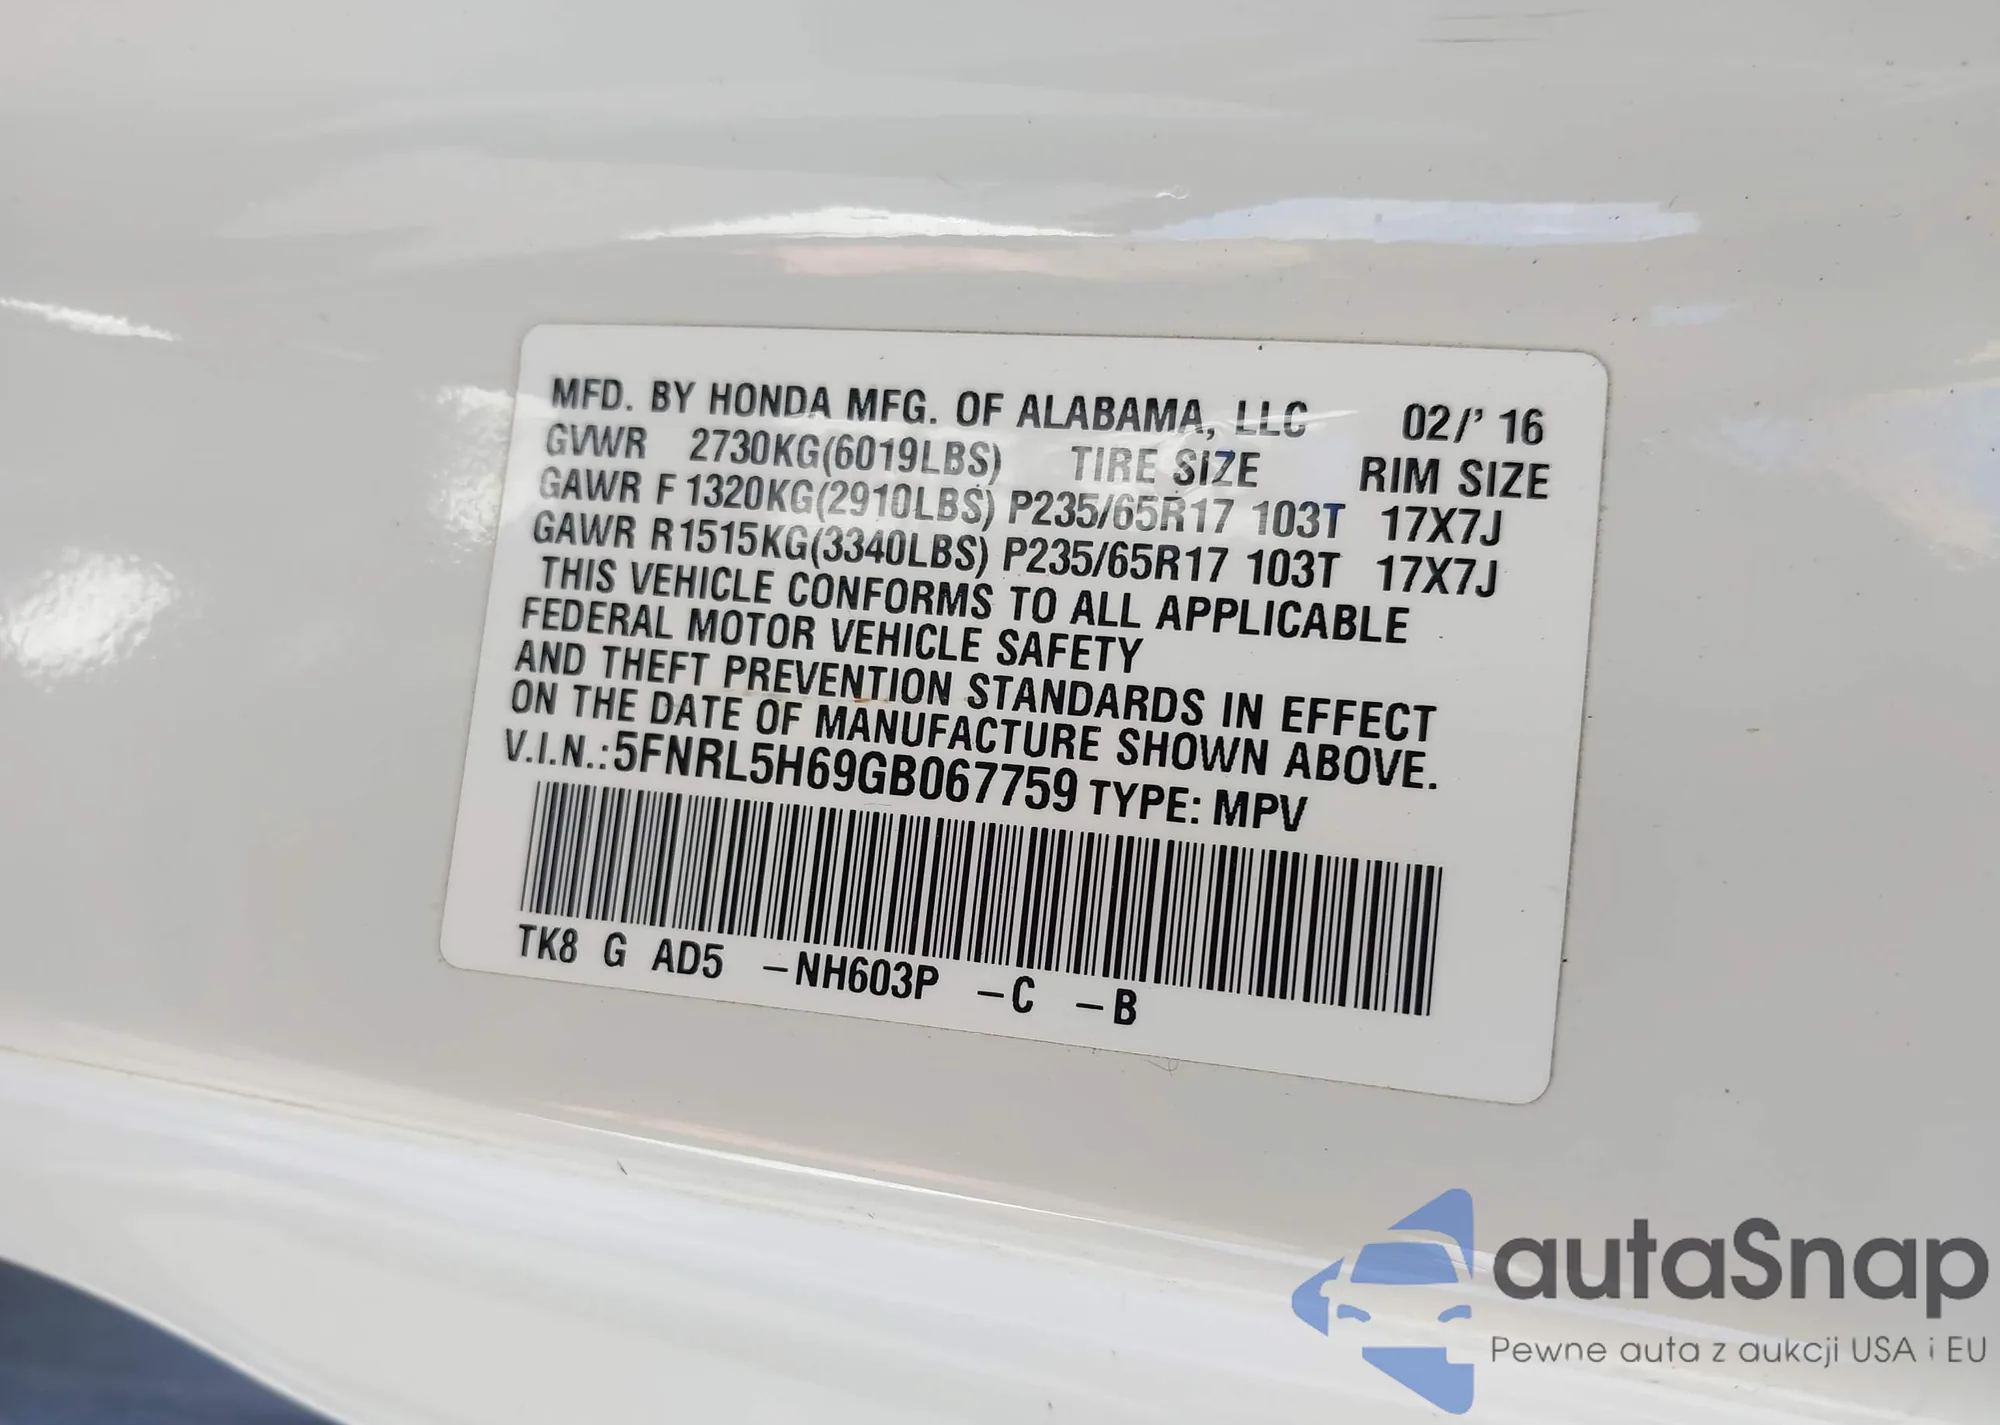 MFD. BY HONDA MFG. OF ALABAMA, LLC 02/' 16
GVWR 2730KG(6019LBS) TIRE SIZE RIM SIZE
GAWR F 1320KG(2910LBS) P235/65R17 103T 17X7J
GAWR R1515KG(3340LBS) P235/65R17 103T 17X7J
THIS VEHICLE CONFORMS TO ALL APPLICABLE
FEDERAL MOTOR VEHICLE SAFETY
AND THEFT PREVENTION STANDARDS IN EFFECT
ON THE DATE OF MANUFACTURE SHOWN ABOVE.
V.I.N.:5FNRL5H69GB067759 TYPE: MPV
TK8 G AD5 -NH603P -C -B
autaSnap
Pewne auta z aukcji USA i EU